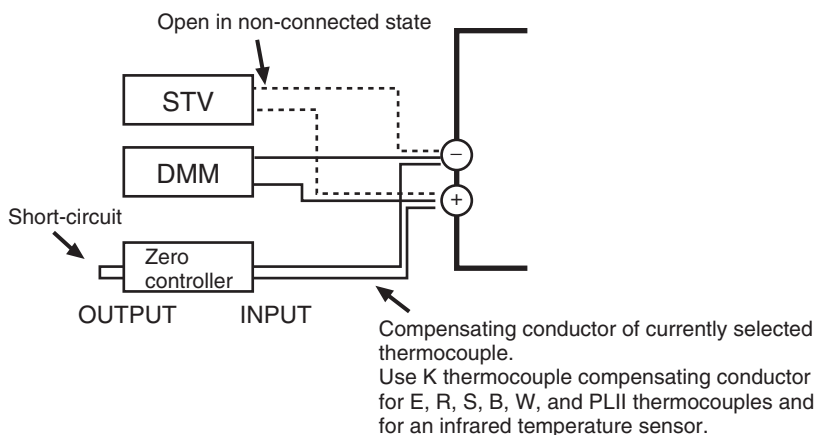 Open in non-connected state
STV
−
DMM
+
Short-circuit
Zero
controller
OUTPUT INPUT
Compensating conductor of currently selected
thermocouple.
Use K thermocouple compensating conductor
for E, R, S, B, W, and PLII thermocouples and
for an infrared temperature sensor.